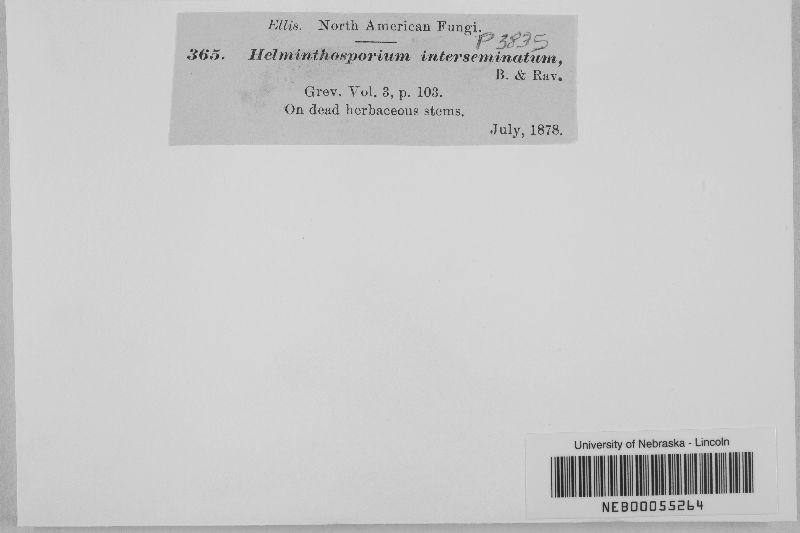 Ellis. North American Fungi.
P 3835
365. Helminthosporium interseminatum,
B. & Rav.
Grev. Vol. 3, p. 103.
On dead herbaceous stems.
July, 1878.
University of Nebraska - Lincoln
NEB00055264